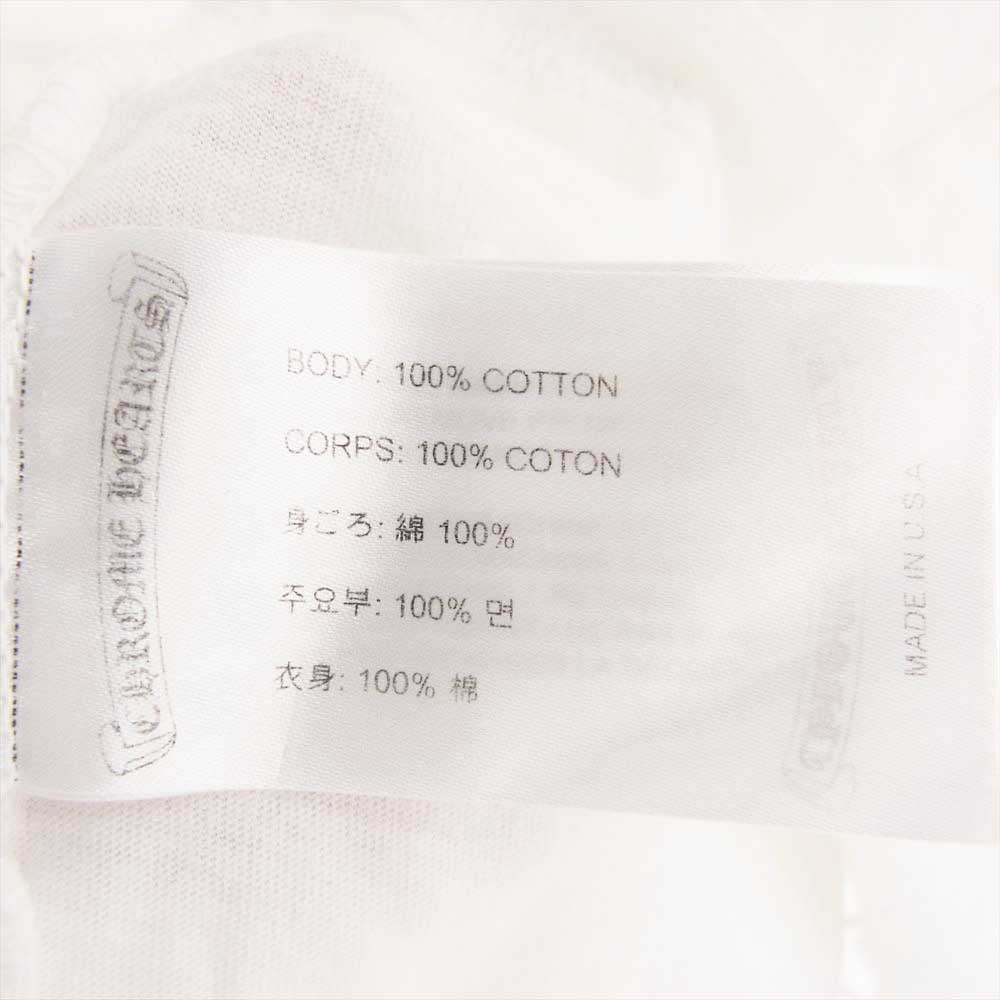 CHROME HEARTS
BODY: 100% COTTON
CORPS: 100% COTON
身ごろ: 綿 100%
주요부: 100% 면
衣身: 100% 棉
MADE IN U.S.A